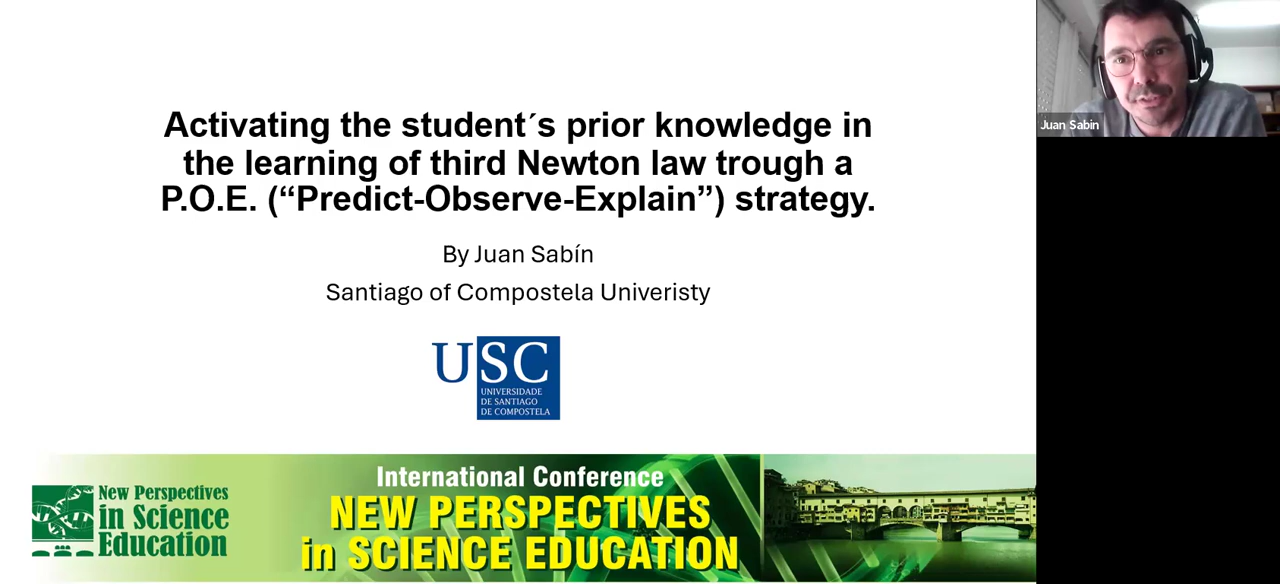 Activating the student´s prior knowledge in
the learning of third Newton law trough a
P.O.E. (“Predict-Observe-Explain”) strategy.
By Juan Sabín
Santiago of Compostela Univeristy
USC
UNIVERSIDADE
DE SANTIAGO
DE COMPOSTELA
New Perspectives
in Science
Education
International Conference
NEW PERSPECTIVES
in SCIENCE EDUCATION
Juan Sabin